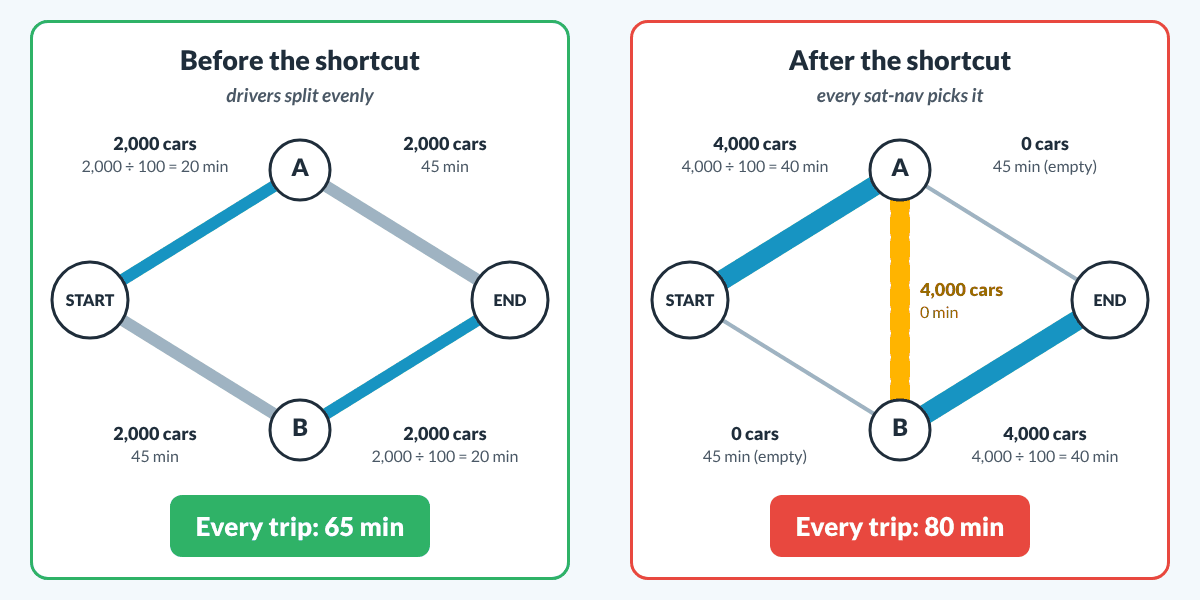 Before the shortcut
drivers split evenly
2,000 cars
2,000 ÷ 100 = 20 min
A
2,000 cars
45 min
START
END
2,000 cars
45 min
B
2,000 cars
2,000 ÷ 100 = 20 min
Every trip: 65 min
After the shortcut
every sat-nav picks it
4,000 cars
4,000 ÷ 100 = 40 min
A
0 cars
45 min (empty)
START
4,000 cars
0 min
END
0 cars
45 min (empty)
B
4,000 cars
4,000 ÷ 100 = 40 min
Every trip: 80 min